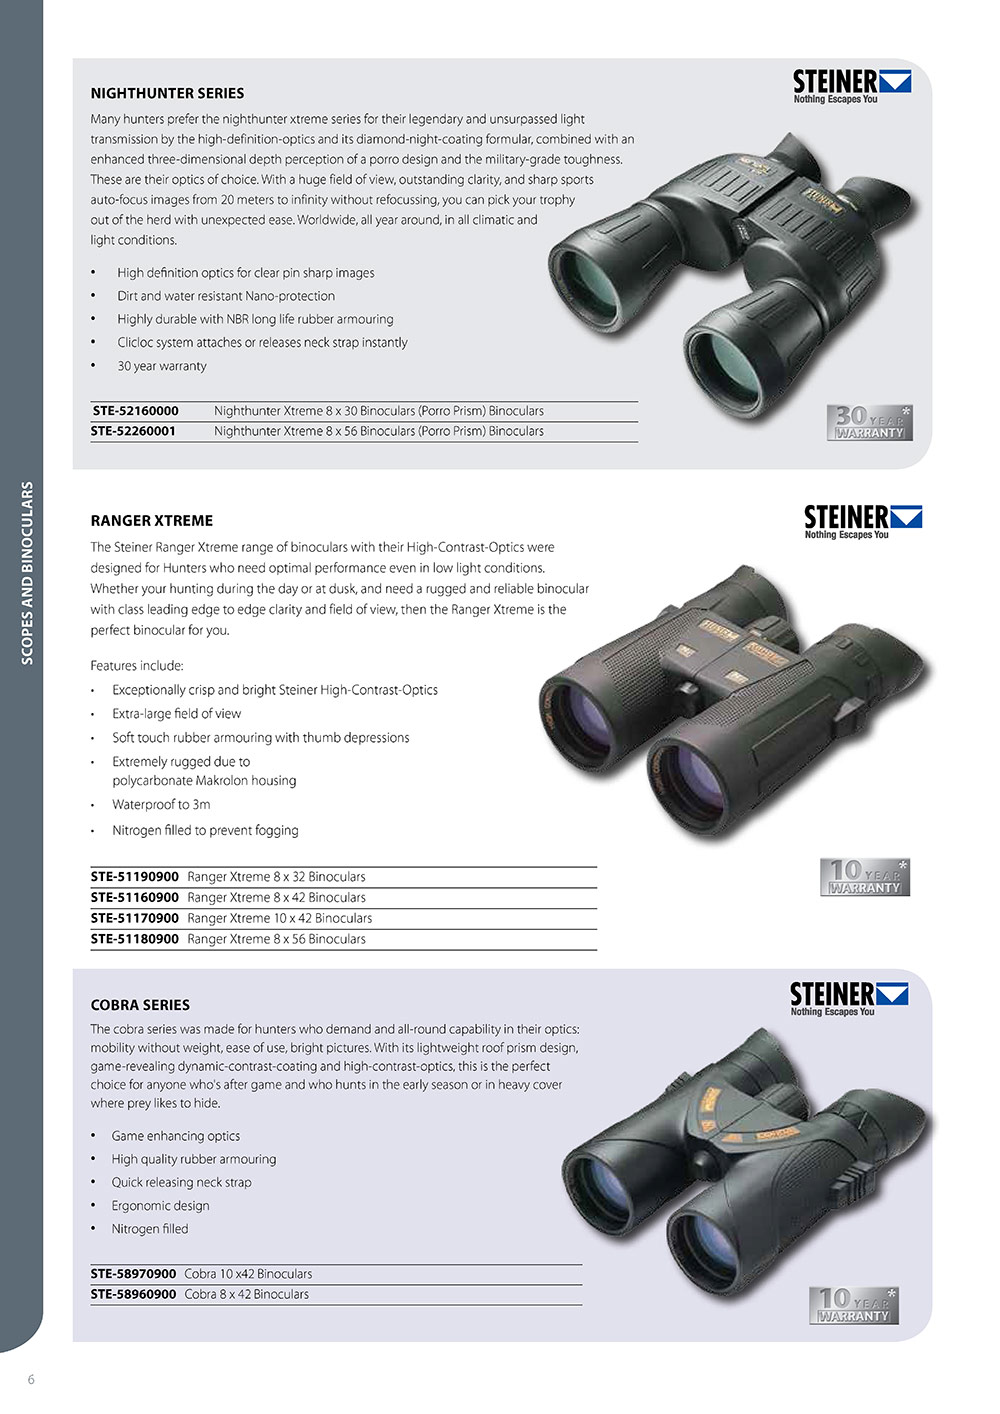 STEINER
Nothing Escapes You
NIGHTHUNTER SERIES
Many hunters prefer the nighthunter xtreme series for their legendary and unsurpassed light
transmission by the high-definition-optics and its diamond-night-coating formular, combined with an
enhanced three-dimensional depth perception of a porro design and the military-grade toughness.
These are their optics of choice. With a huge field of view, outstanding clarity, and sharp sports
auto-focus images from 20 meters to infinity without refocussing, you can pick your trophy
out of the herd with unexpected ease. Worldwide, all year around, in all climatic and
light conditions.
• High definition optics for clear pin sharp images
• Dirt and water resistant Nano-protection
• Highly durable with NBR long life rubber armouring
• Clicloc system attaches or releases neck strap instantly
• 30 year warranty
STE-52160000 Nighthunter Xtreme 8 x 30 Binoculars (Porro Prism) Binoculars
STE-52260001 Nighthunter Xtreme 8 x 56 Binoculars (Porro Prism) Binoculars
30 YEAR *
WARRANTY
SCOPES AND BINOCULARS
STEINER
Nothing Escapes You
RANGER XTREME
The Steiner Ranger Xtreme range of binoculars with their High-Contrast-Optics were
designed for Hunters who need optimal performance even in low light conditions.
Whether your hunting during the day or at dusk, and need a rugged and reliable binocular
with class leading edge to edge clarity and field of view, then the Ranger Xtreme is the
perfect binocular for you.
Features include:
• Exceptionally crisp and bright Steiner High-Contrast-Optics
• Extra-large field of view
• Soft touch rubber armouring with thumb depressions
• Extremely rugged due to
polycarbonate Makrolon housing
• Waterproof to 3m
• Nitrogen filled to prevent fogging
STE-51190900 Ranger Xtreme 8 x 32 Binoculars
STE-51160900 Ranger Xtreme 8 x 42 Binoculars
STE-51170900 Ranger Xtreme 10 x 42 Binoculars
STE-51180900 Ranger Xtreme 8 x 56 Binoculars
10 YEAR *
WARRANTY
STEINER
Nothing Escapes You
COBRA SERIES
The cobra series was made for hunters who demand and all-round capability in their optics:
mobility without weight, ease of use, bright pictures. With its lightweight roof prism design,
game-revealing dynamic-contrast-coating and high-contrast-optics, this is the perfect
choice for anyone who's after game and who hunts in the early season or in heavy cover
where prey likes to hide.
• Game enhancing optics
• High quality rubber armouring
• Quick releasing neck strap
• Ergonomic design
• Nitrogen filled
STE-58970900 Cobra 10 x42 Binoculars
STE-58960900 Cobra 8 x 42 Binoculars
10 YEAR *
WARRANTY
6